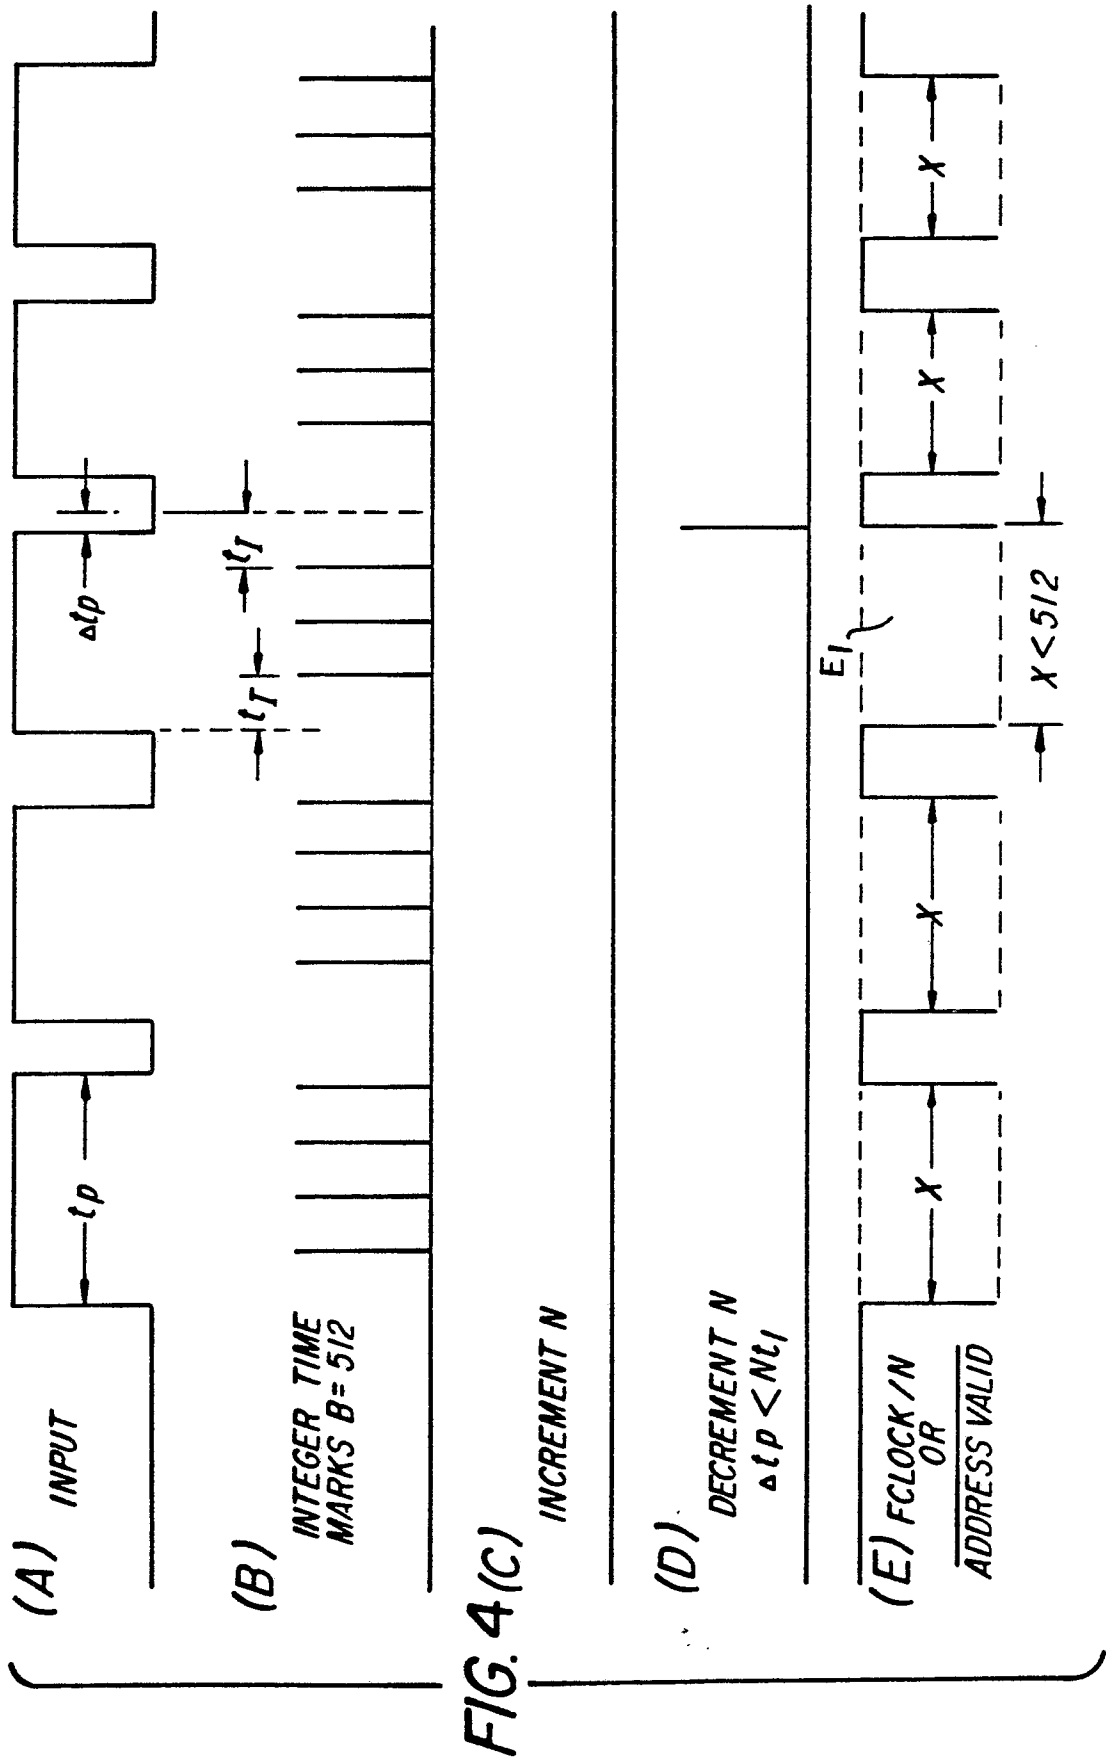 (A) INPUT
tp
Δtp
(B) INTEGER TIME
MARKS B=512
tI
tI
FIG. 4
(C) INCREMENT N
(D) DECREMENT N
Δtp < NtI
E1
(E) FCLOCK/N
OR
ADDRESS VALID
X
X
X < 512
X
X